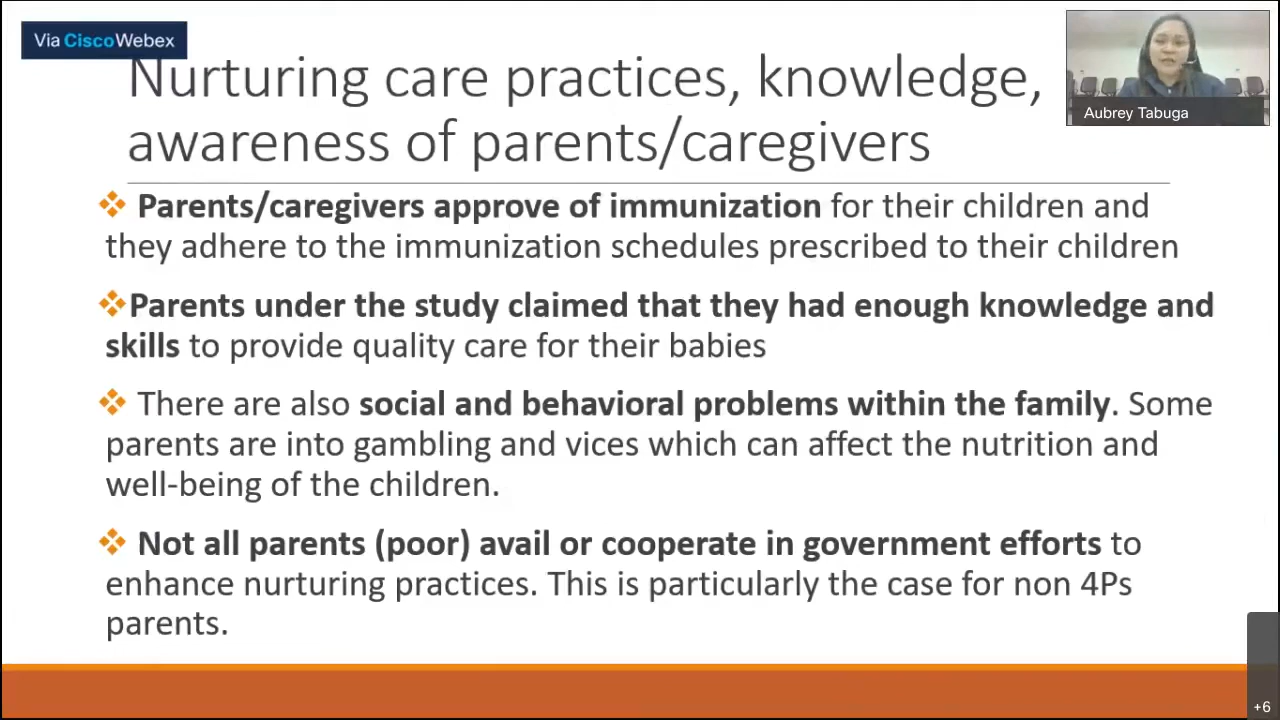 Via CiscoWebex
Nurturing care practices, knowledge,
awareness of parents/caregivers
Aubrey Tabuga
Parents/caregivers approve of immunization for their children and
they adhere to the immunization schedules prescribed to their children
Parents under the study claimed that they had enough knowledge and
skills to provide quality care for their babies
There are also social and behavioral problems within the family. Some
parents are into gambling and vices which can affect the nutrition and
well-being of the children.
Not all parents (poor) avail or cooperate in government efforts to
enhance nurturing practices. This is particularly the case for non 4Ps
parents.
+6